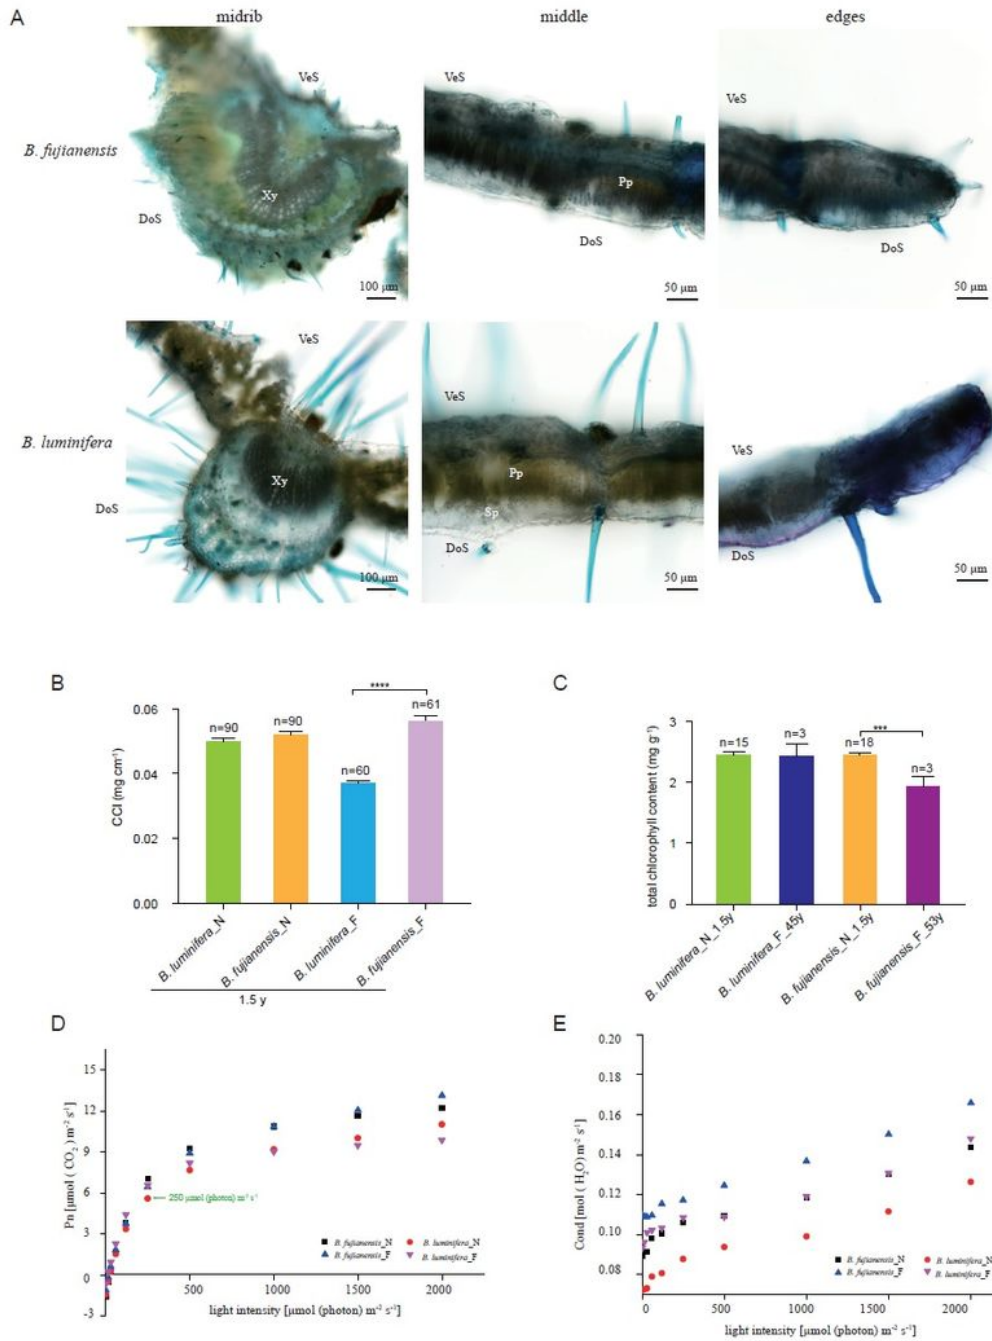 A
midrib
middle
edges
B. fujianensis
VeS
Xy
DoS
100 µm
VeS
Pp
DoS
50 µm
VeS
DoS
50 µm
B. luminifera
VeS
Xy
DoS
100 µm
VeS
Pp
Sp
DoS
50 µm
VeS
DoS
50 µm
B
CCI (mg cm⁻¹)
0.06
0.04
0.02
0.00
n=90
n=90
n=60
n=61
****
B. luminifera_N
B. fujianensis_N
B. luminifera_F
B. fujianensis_F
1.5 y
C
total chlorophyll content (mg g⁻¹)
3
2
1
0
n=15
n=3
n=18
n=3
***
B. luminifera_N_1.5y
B. luminifera_F_45y
B. fujianensis_N_1.5y
B. fujianensis_F_53y
D
Pn [µmol ( CO₂ ) m⁻² s⁻¹]
15
12
9
6
3
0
-3
250 µmol (photon) m⁻² s⁻¹
B. fujianensis_N
B. luminifera_N
B. fujianensis_F
B. luminifera_F
0 500 1000 1500 2000
light intensity [µmol (photon) m⁻² s⁻¹]
E
Cond [mol ( H₂O) m⁻² s⁻¹]
0.20
0.18
0.16
0.14
0.12
0.10
0.08
B. fujianensis_N
B. luminifera_N
B. fujianensis_F
B. luminifera_F
0 500 1000 1500 2000
light intensity [µmol (photon) m⁻² s⁻¹]